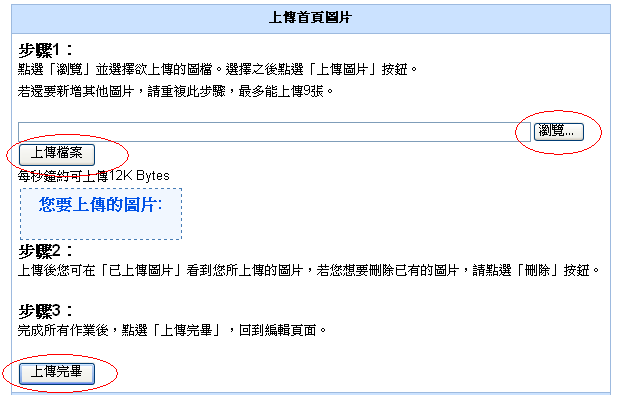 上傳首頁圖片
步驟1：
點選「瀏覽」並選擇欲上傳的圖檔。選擇之後點選「上傳圖片」按鈕。
若還要新增其他圖片，請重複此步驟，最多能上傳9張。
瀏覽...
上傳檔案
每秒鐘約可上傳12K Bytes
您要上傳的圖片:
步驟2：
上傳後您可在「已上傳圖片」看到您所上傳的圖片，若您想要刪除已有的圖片，請點選「刪除」按鈕。
步驟3：
完成所有作業後，點選「上傳完畢」，回到編輯頁面。
上傳完畢